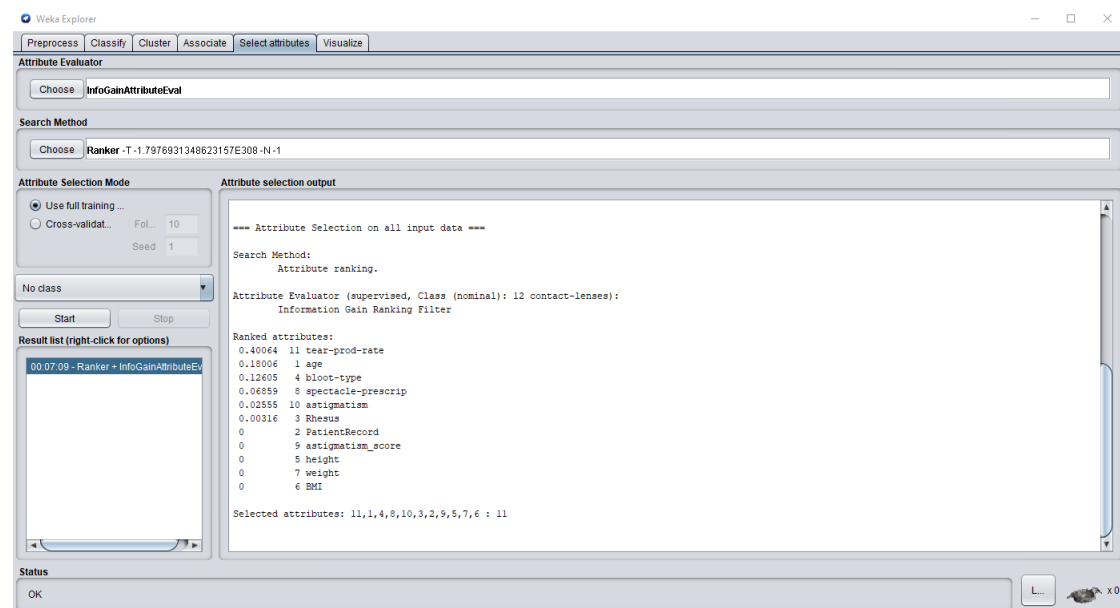 Weka Explorer
Preprocess Classify Cluster Associate Select attributes Visualize
Attribute Evaluator
Choose InfoGainAttributeEval
Search Method
Choose Ranker -T -1.7976931348623157E308 -N -1
Attribute Selection Mode
Use full training ...
Cross-validat... Fol... 10
Seed 1
No class
Start Stop
Result list (right-click for options)
00:07:09 - Ranker + InfoGainAttributeEv
Attribute selection output
=== Attribute Selection on all input data ===
Search Method:
Attribute ranking.
Attribute Evaluator (supervised, Class (nominal): 12 contact-lenses):
Information Gain Ranking Filter
Ranked attributes:
0.40064 11 tear-prod-rate
0.18006 1 age
0.12605 4 bloot-type
0.06859 8 spectacle-prescrip
0.02555 10 astigmatism
0.00316 3 Rhesus
0 2 PatientRecord
0 9 astigmatism_score
0 5 height
0 7 weight
0 6 BMI
Selected attributes: 11,1,4,8,10,3,2,9,5,7,6 : 11
Status
OK
L...
x 0